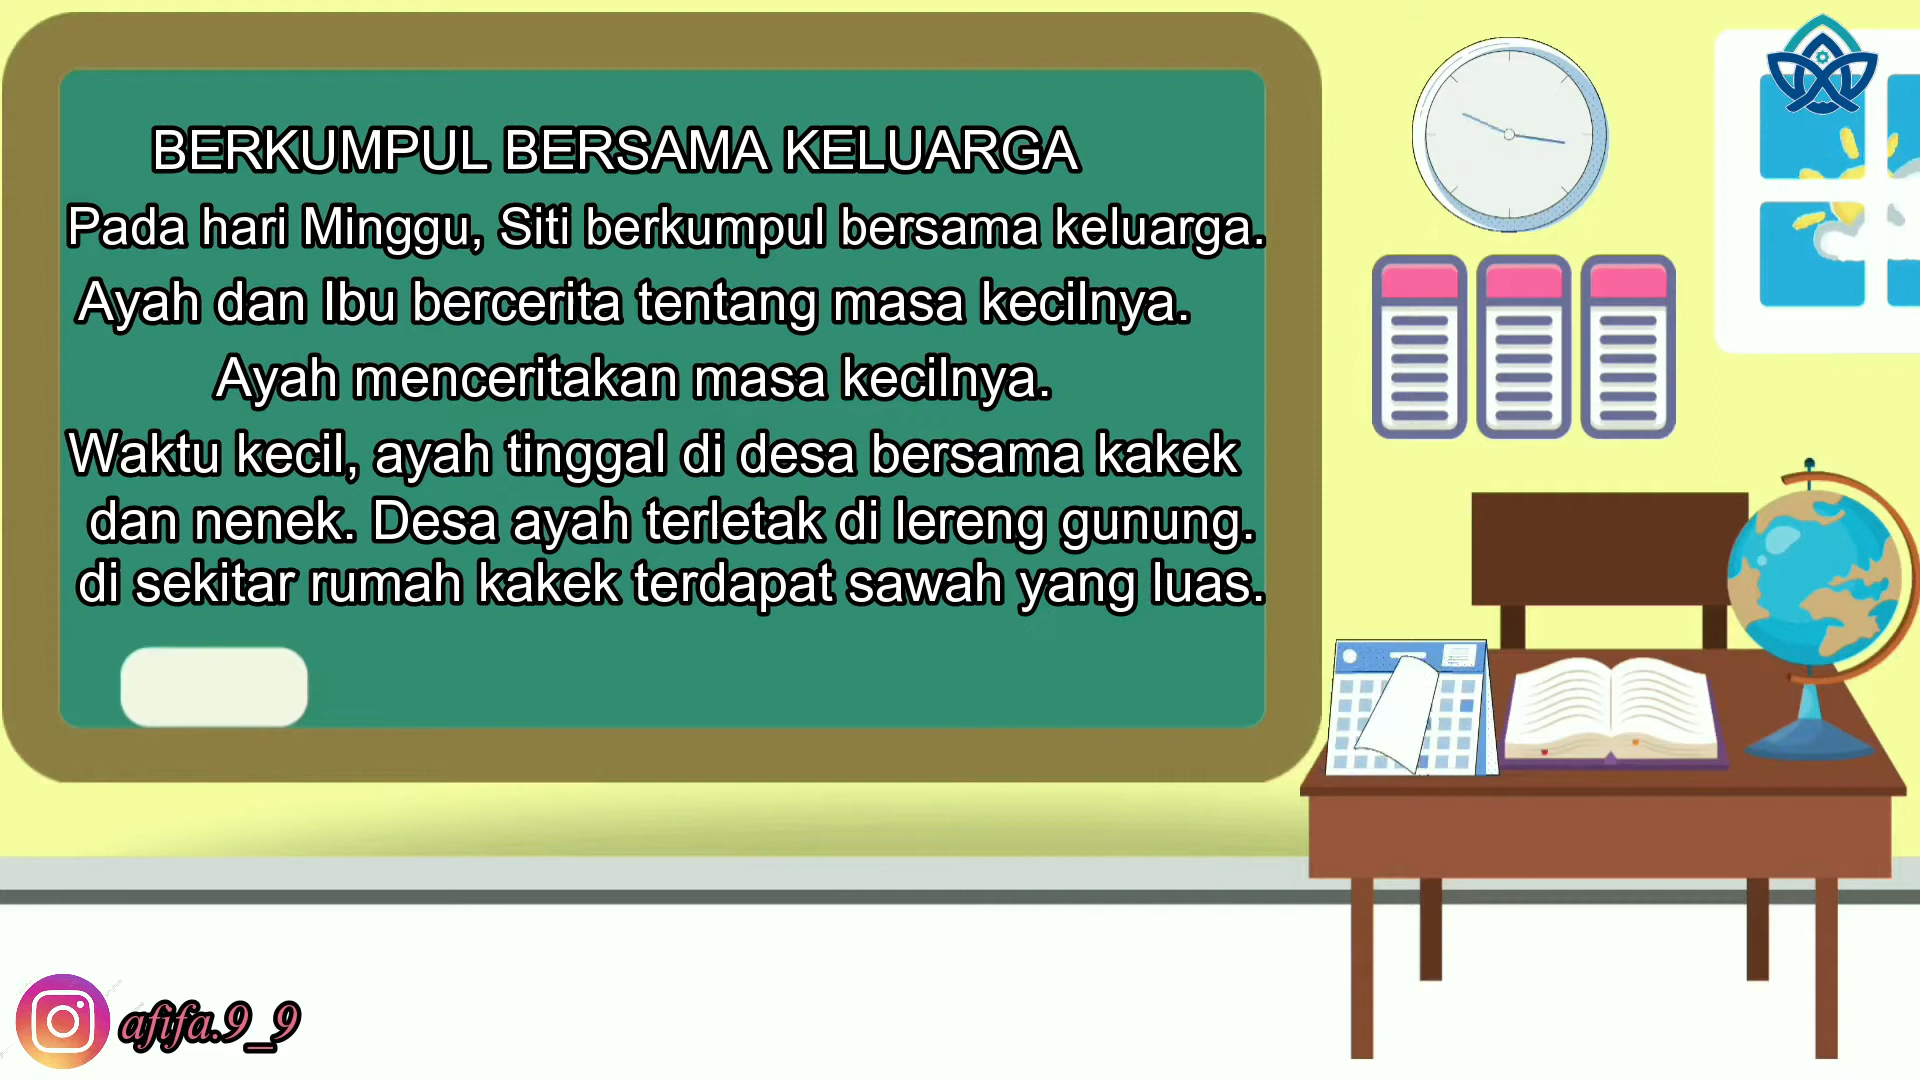 BERKUMPUL BERSAMA KELUARGA
Pada hari Minggu, Siti berkumpul bersama keluarga.
Ayah dan Ibu bercerita tentang masa kecilnya.
Ayah menceritakan masa kecilnya.
Waktu kecil, ayah tinggal di desa bersama kakek
dan nenek. Desa ayah terletak di lereng gunung.
di sekitar rumah kakek terdapat sawah yang luas.
afifa.9_9